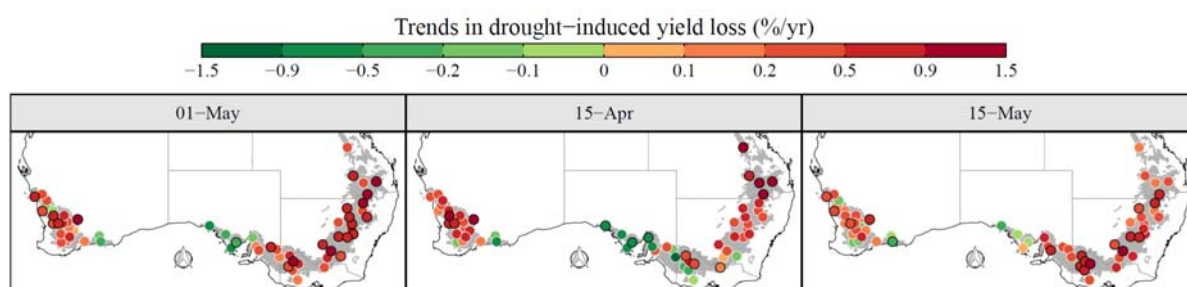 Trends in drought−induced yield loss (%/yr)
−1.5 −0.9 −0.5 −0.2 −0.1 0 0.1 0.2 0.5 0.9 1.5
01−May 15−Apr 15−May